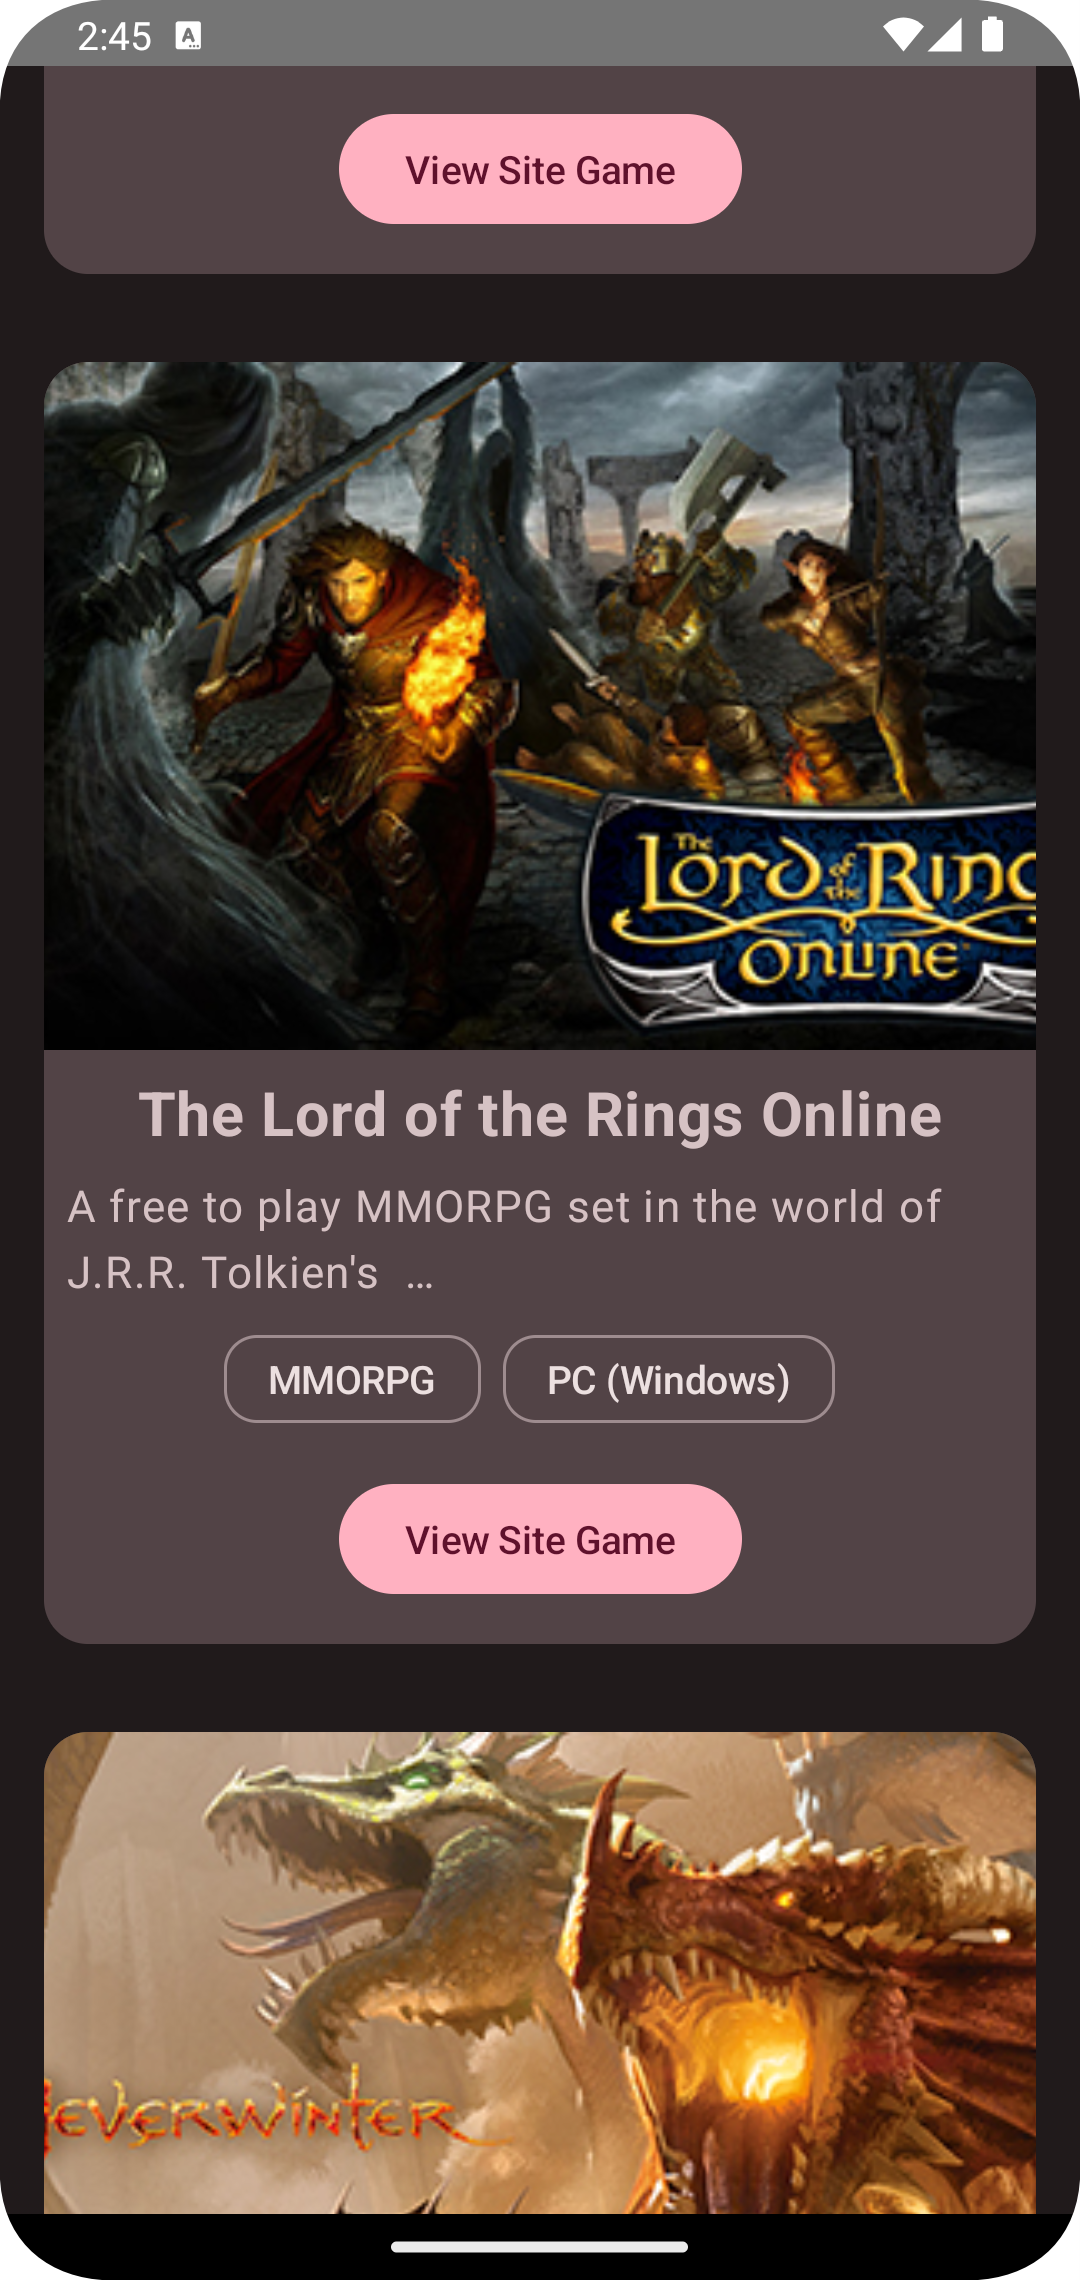 2:45
View Site Game
The
Lord of the Ring
Online
The Lord of the Rings Online
A free to play MMORPG set in the world of
J.R.R. Tolkien's …
MMORPG
PC (Windows)
View Site Game
everwinter